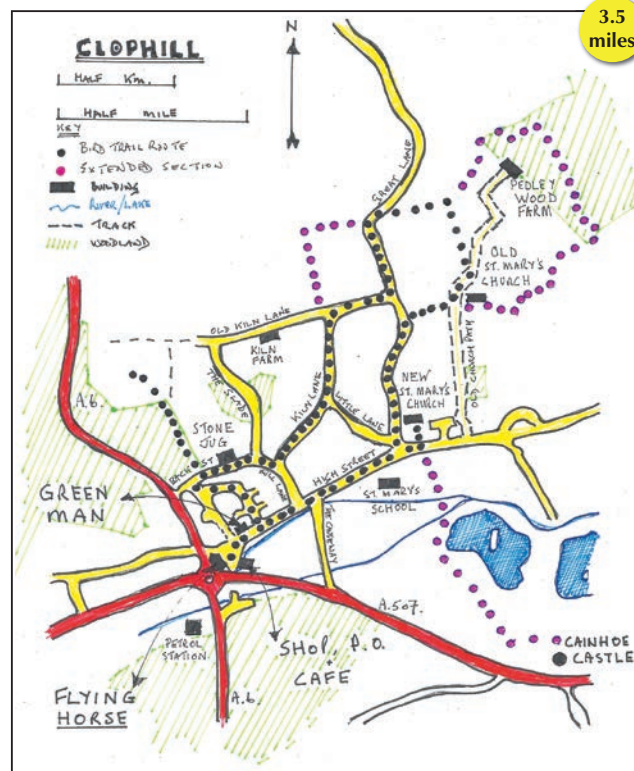 3.5
miles
CLOPHILL
HALF KM.
HALF MILE
KEY
BIRD TRAIL ROUTE
EXTENDED SECTION
BUILDING
RIVER/LAKE
TRACK
WOODLAND
N
GREAT LANE
PEDLEY
WOOD
FARM
OLD
ST. MARY'S
CHURCH
OLD KILN LANE
KILN
FARM
THE SLADE
KILN LANE
LITTLE LANE
NEW
ST. MARY'S
CHURCH
OLD CHURCH PATH
A.6.
STONE
JUG
BACK ST.
MILL LANE
HIGH STREET
GREEN
MAN
ST. MARY'S
SCHOOL
THE CAUSEWAY
A.507.
PETROL
STATION
SHOP, P.O.
+
CAFE
CAINHOE
CASTLE
FLYING
HORSE
A.6.